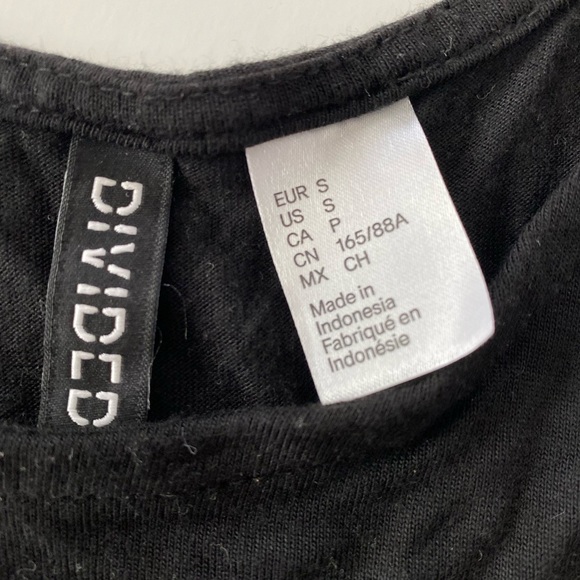 DIVIDED
EUR S
US S
CA P
CN 165/88A
MX CH
Made in
Indonesia
Fabriqué en
Indonésie